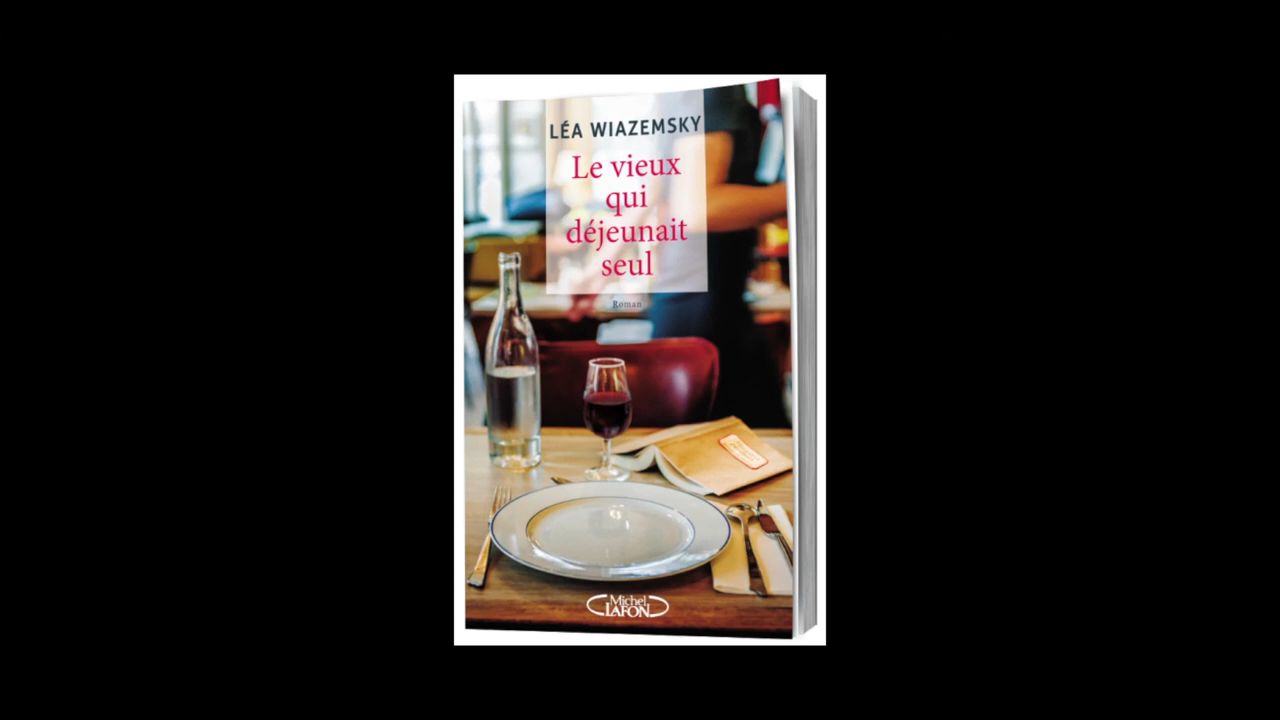 LÉA WIAZEMSKY
Le vieux
qui
déjeunait
seul
Roman
Michel
LAFON